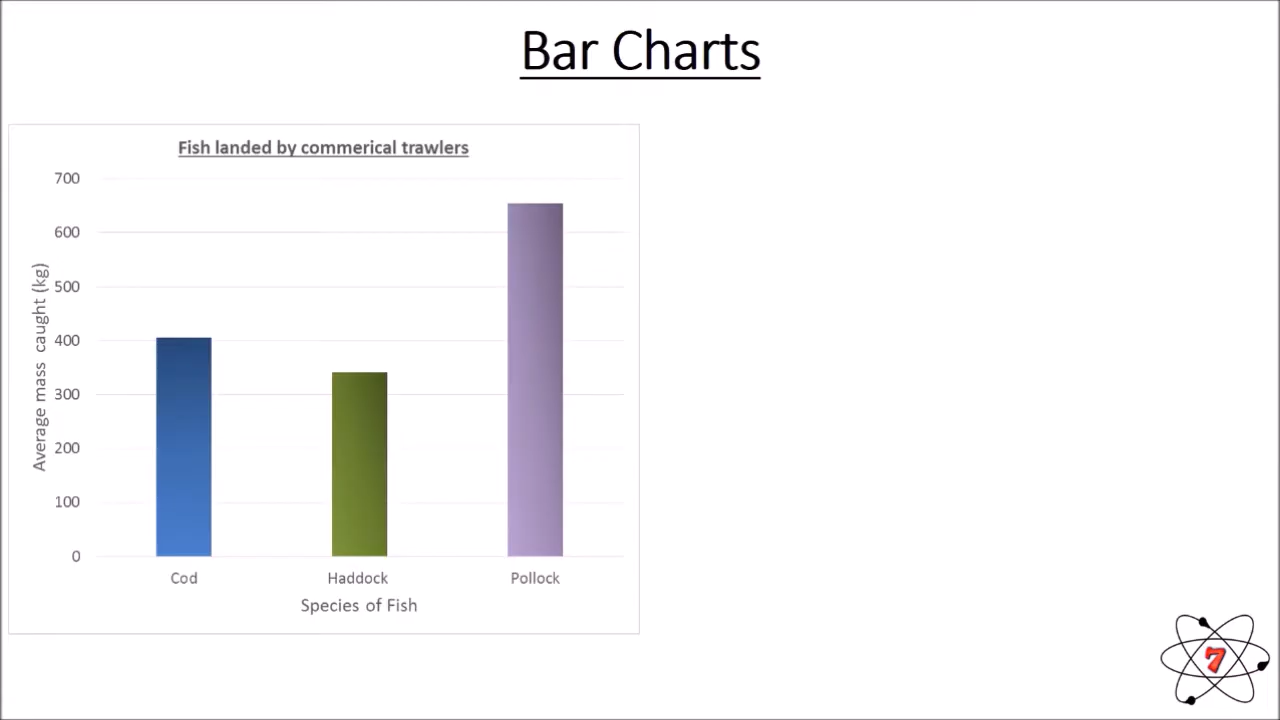 Bar Charts
Fish landed by commerical trawlers
700
600
500
400
300
200
100
0
Average mass caught (kg)
Cod Haddock Pollock
Species of Fish
7